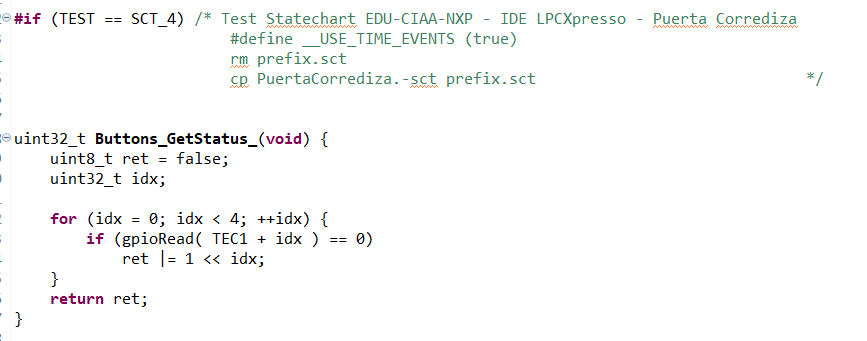 #if (TEST == SCT_4) /* Test Statechart EDU-CIAA-NXP - IDE LPCXpresso - Puerta Corrediza
#define __USE_TIME_EVENTS (true)
rm prefix.sct
cp PuertaCorrediza.-sct prefix.sct */
uint32_t Buttons_GetStatus_(void) {
uint8_t ret = false;
uint32_t idx;
for (idx = 0; idx < 4; ++idx) {
if (gpioRead( TEC1 + idx ) == 0)
ret |= 1 << idx;
}
return ret;
}